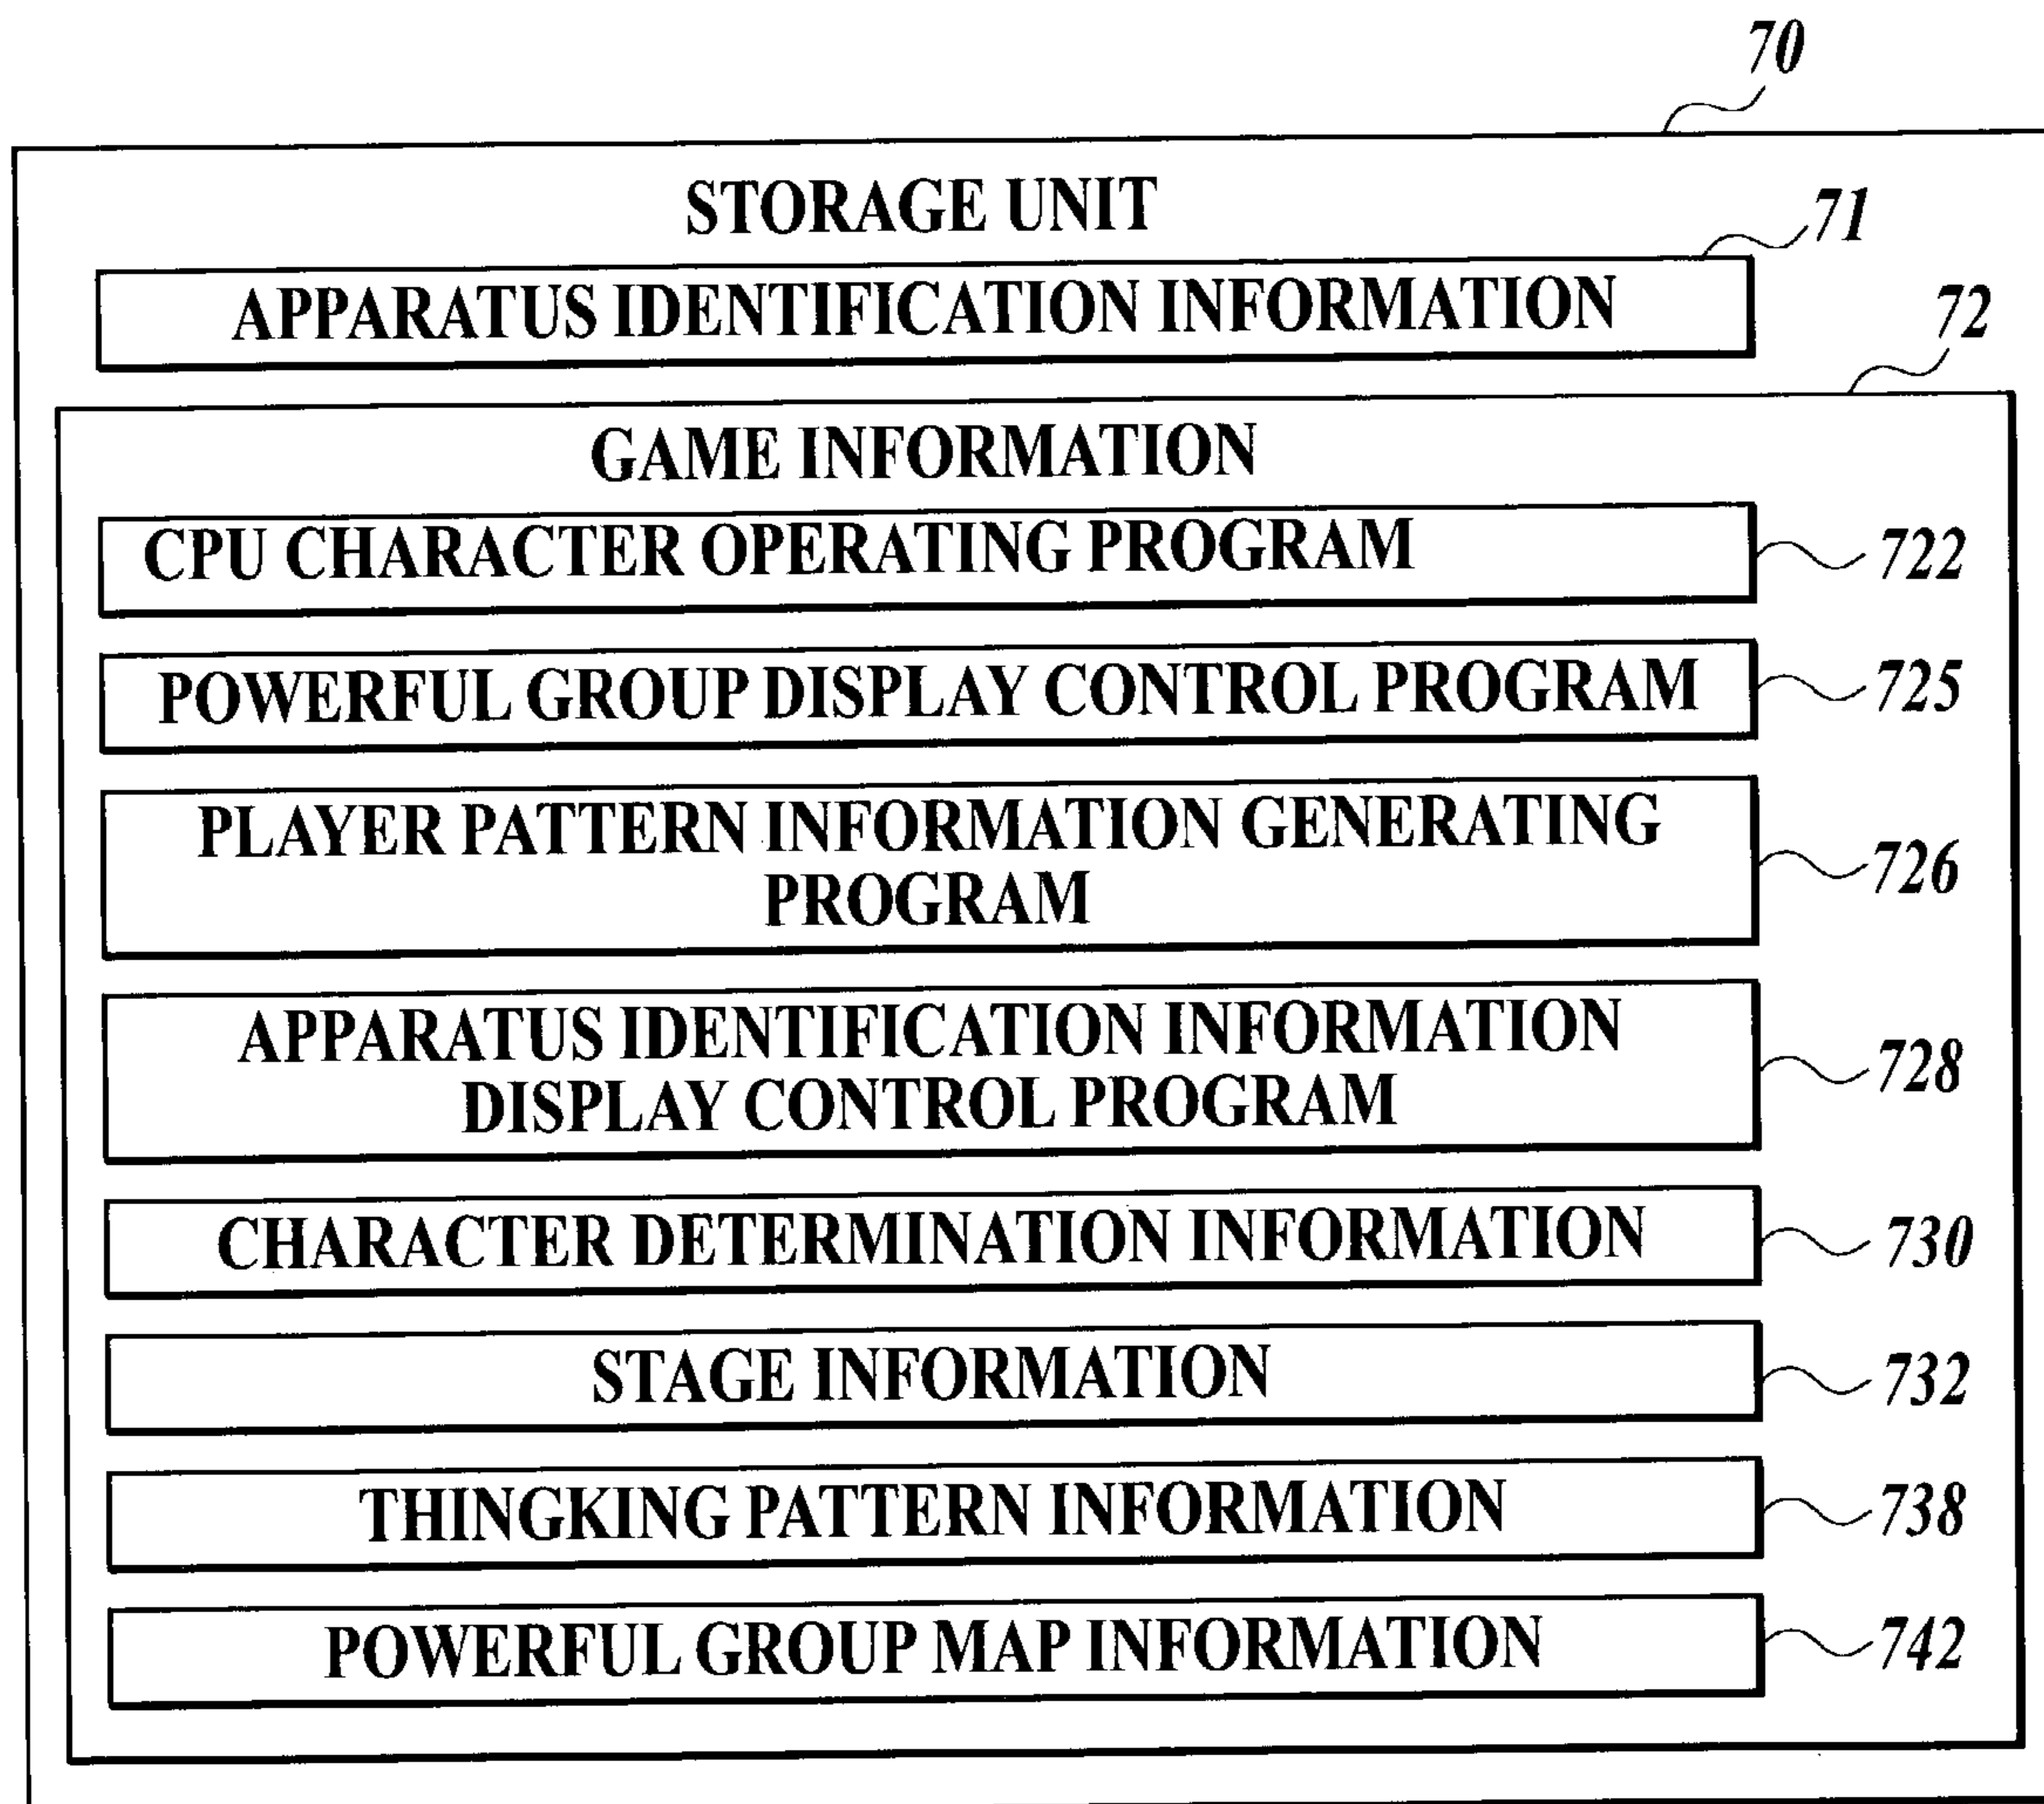 70
STORAGE UNIT
71
APPARATUS IDENTIFICATION INFORMATION
72
GAME INFORMATION
CPU CHARACTER OPERATING PROGRAM
722
POWERFUL GROUP DISPLAY CONTROL PROGRAM
725
PLAYER PATTERN INFORMATION GENERATING
PROGRAM
726
APPARATUS IDENTIFICATION INFORMATION
DISPLAY CONTROL PROGRAM
728
CHARACTER DETERMINATION INFORMATION
730
STAGE INFORMATION
732
THINGKING PATTERN INFORMATION
738
POWERFUL GROUP MAP INFORMATION
742